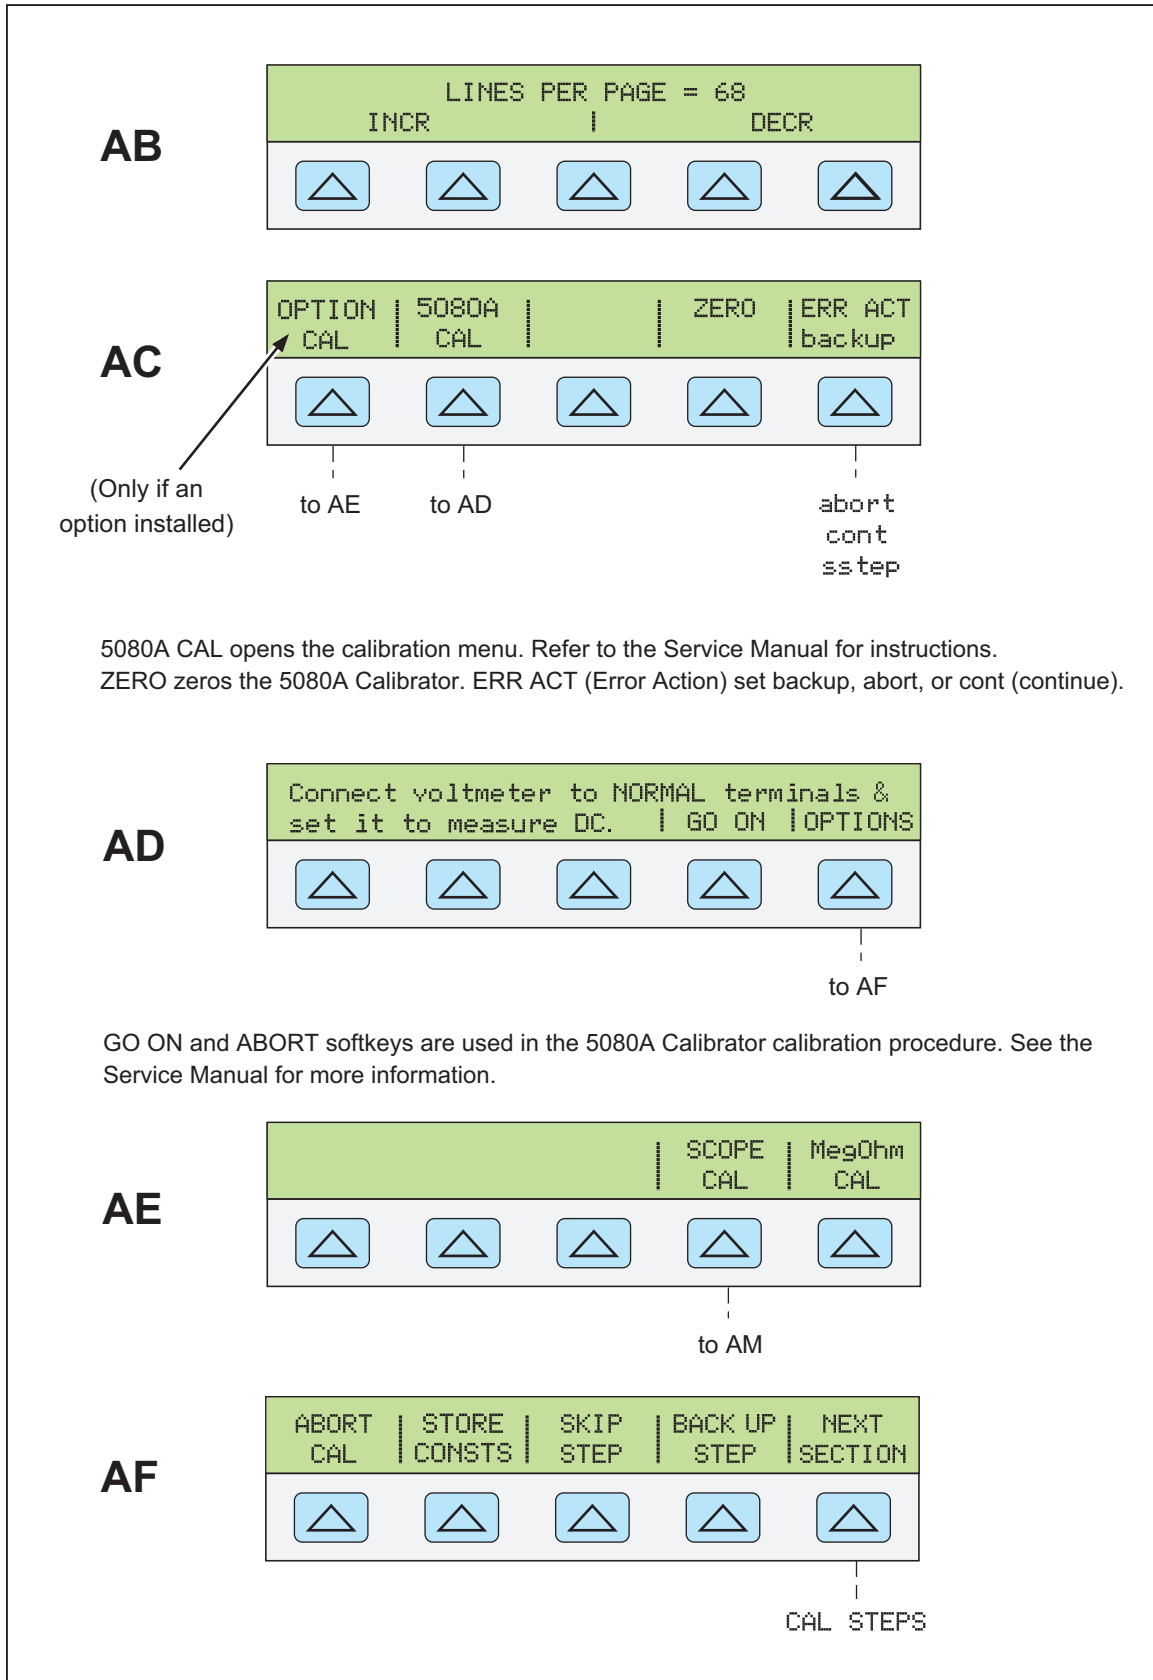 AB
LINES PER PAGE = 68
INCR | DECR
AC
OPTION | 5080A | | ZERO | ERR ACT
CAL | CAL | | | backup
(Only if an
option installed)
to AE
to AD
abort
cont
sstep
5080A CAL opens the calibration menu. Refer to the Service Manual for instructions.
ZERO zeros the 5080A Calibrator. ERR ACT (Error Action) set backup, abort, or cont (continue).
AD
Connect voltmeter to NORMAL terminals &
set it to measure DC. | GO ON | OPTIONS
to AF
GO ON and ABORT softkeys are used in the 5080A Calibrator calibration procedure. See the
Service Manual for more information.
AE
SCOPE | MegOhm
CAL | CAL
to AM
AF
ABORT | STORE | SKIP | BACK UP | NEXT
CAL | CONSTS | STEP | STEP | SECTION
CAL STEPS